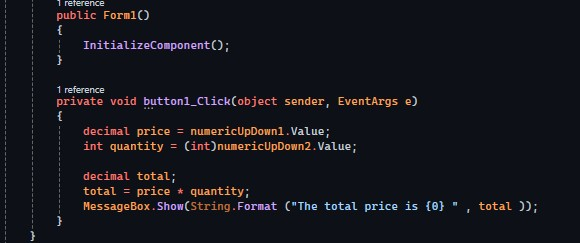 1 reference
public Form1()
{
InitializeComponent();
}
1 reference
private void button1_Click(object sender, EventArgs e)
{
decimal price = numericUpDown1.Value;
int quantity = (int)numericUpDown2.Value;
decimal total;
total = price * quantity;
MessageBox.Show(String.Format ("The total price is {0} " , total ));
}
}